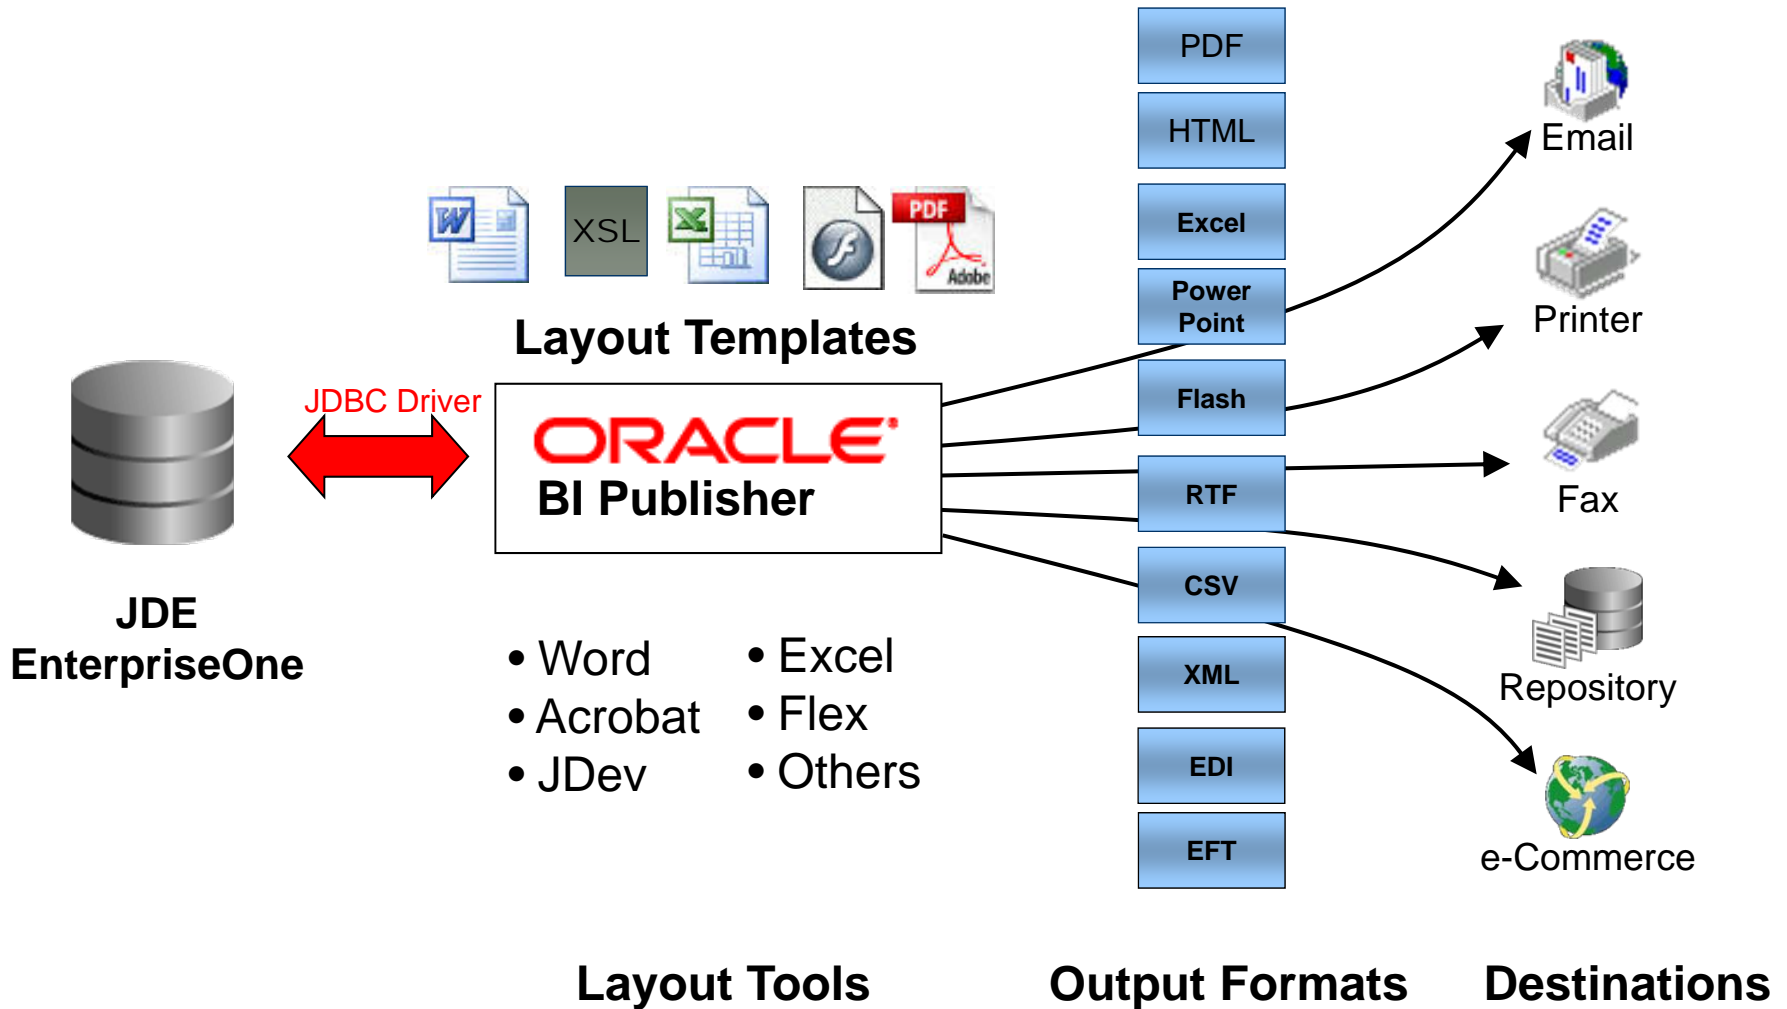 XSL
PDF
Adobe
Layout Templates
JDBC Driver
ORACLE®
BI Publisher
JDE
EnterpriseOne
• Word
• Acrobat
• JDev
• Excel
• Flex
• Others
Layout Tools
PDF
HTML
Excel
Power
Point
Flash
RTF
CSV
XML
EDI
EFT
Output Formats
Email
Printer
Fax
Repository
e-Commerce
Destinations